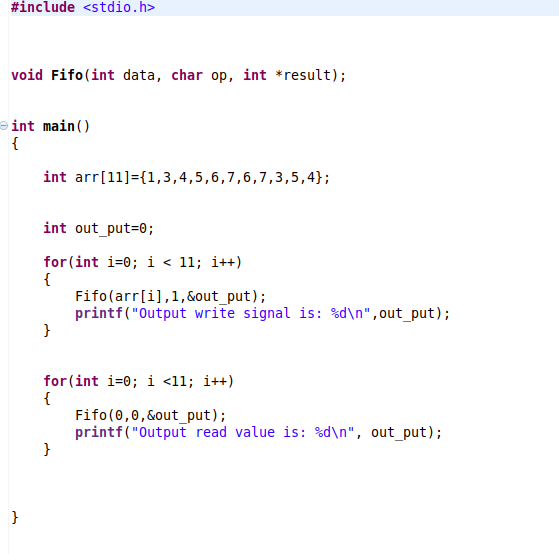 #include <stdio.h>
void Fifo(int data, char op, int *result);
int main()
{
int arr[11]={1,3,4,5,6,7,6,7,3,5,4};
int out_put=0;
for(int i=0; i < 11; i++)
{
Fifo(arr[i],1,&out_put);
printf("Output write signal is: %d\n",out_put);
}
for(int i=0; i <11; i++)
{
Fifo(0,0,&out_put);
printf("Output read value is: %d\n", out_put);
}
}